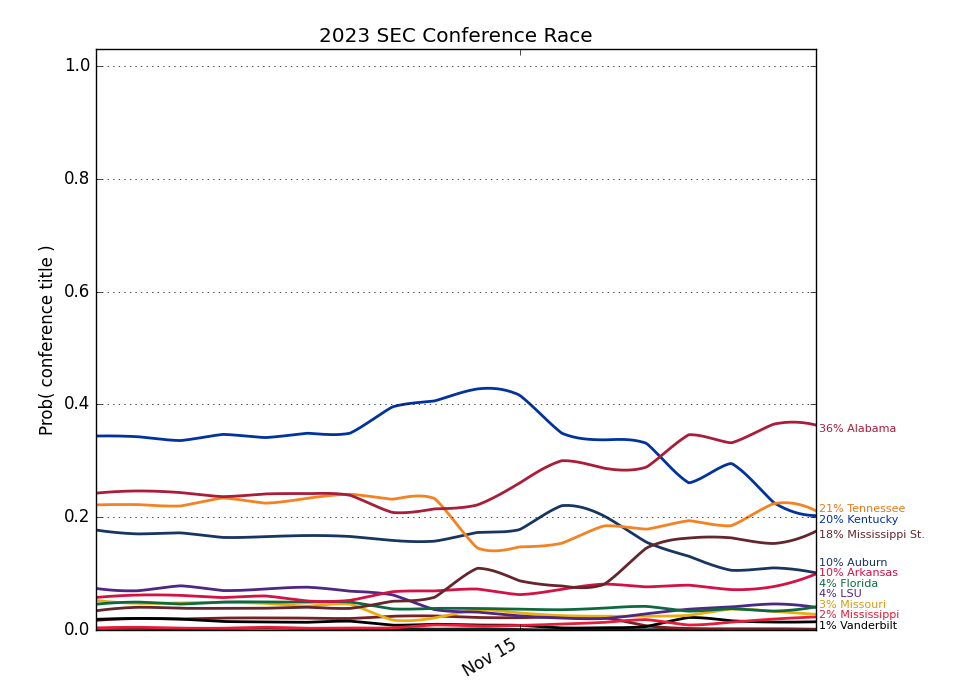 2023 SEC Conference Race
Prob( conference title )
1.0
0.8
0.6
0.4
0.2
0.0
Nov 15
36% Alabama
21% Tennessee
20% Kentucky
18% Mississippi St.
10% Auburn
10% Arkansas
4% Florida
4% LSU
3% Missouri
2% Mississippi
1% Vanderbilt